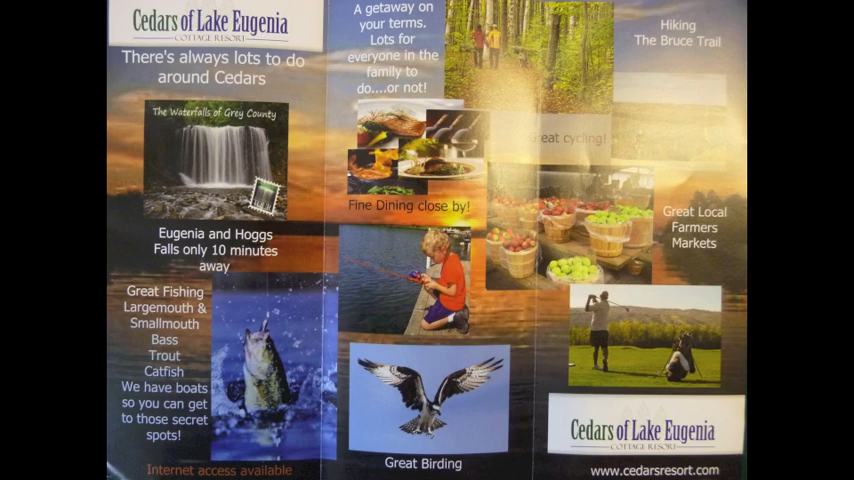 Cedars of Lake Eugenia
COTTAGE RESORT
There's always lots to do
around Cedars
The Waterfalls of Grey County
Eugenia and Hoggs
Falls only 10 minutes
away
Great Fishing
Largemouth &
Smallmouth
Bass
Trout
Catfish
We have boats
so you can get
to those secret
spots!
Internet access available
A getaway on
your terms.
Lots for
everyone in the
family to
do....or not!
Fine Dining close by!
Great Birding
Hiking
The Bruce Trail
Great cycling!
Great Local
Farmers
Markets
Cedars of Lake Eugenia
COTTAGE RESORT
www.cedarsresort.com